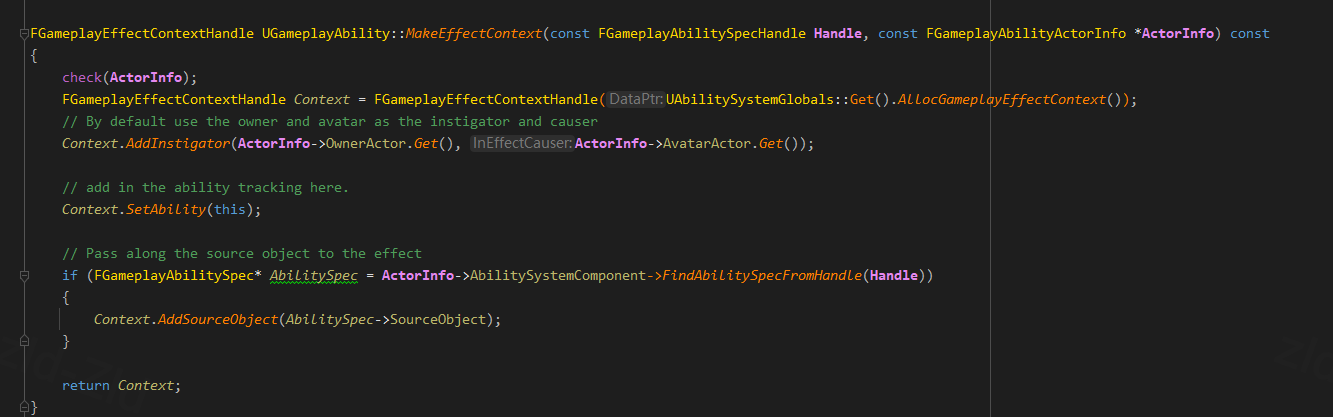 FGameplayEffectContextHandle UGameplayAbility::MakeEffectContext(const FGameplayAbilitySpecHandle Handle, const FGameplayAbilityActorInfo *ActorInfo) const
{
check(ActorInfo);
FGameplayEffectContextHandle Context = FGameplayEffectContextHandle(DataPtr:UAbilitySystemGlobals::Get().AllocGameplayEffectContext());
// By default use the owner and avatar as the instigator and causer
Context.AddInstigator(ActorInfo->OwnerActor.Get(), InEffectCauser:ActorInfo->AvatarActor.Get());
// add in the ability tracking here.
Context.SetAbility(this);
// Pass along the source object to the effect
if (FGameplayAbilitySpec* AbilitySpec = ActorInfo->AbilitySystemComponent->FindAbilitySpecFromHandle(Handle))
{
Context.AddSourceObject(AbilitySpec->SourceObject);
}
return Context;
}